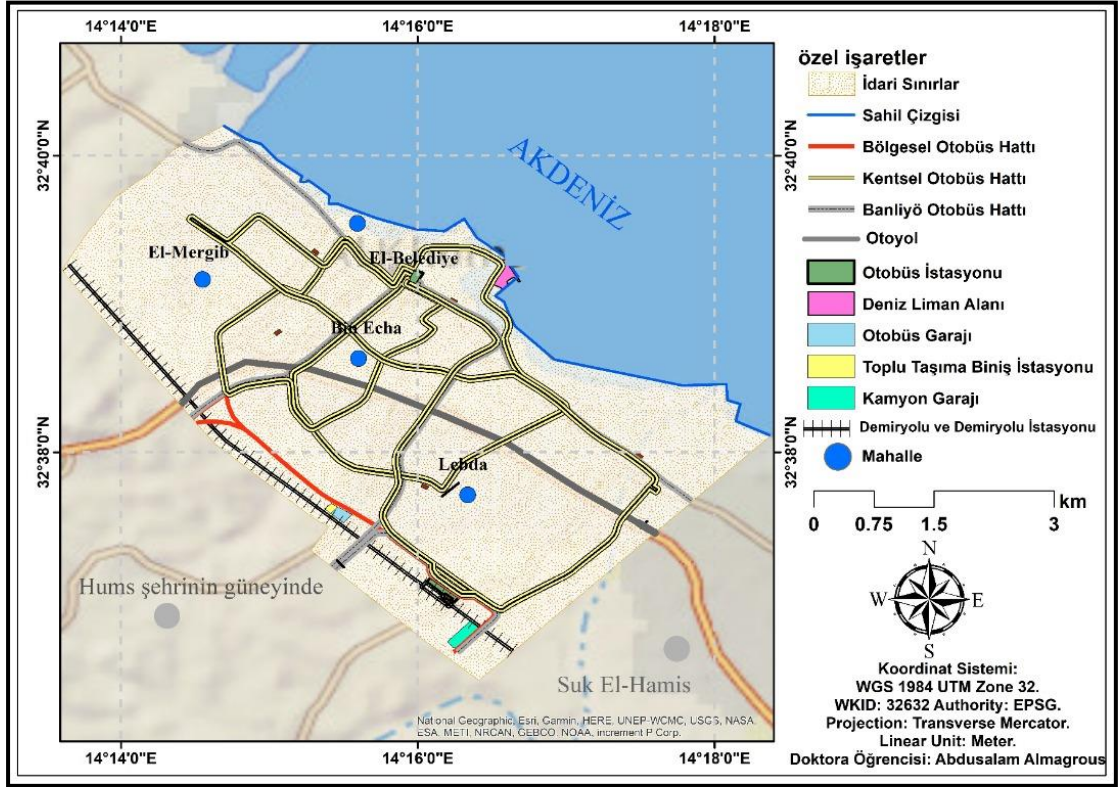 14°14'0"E
14°16'0"E
14°18'0"E
32°40'0"N
32°38'0"N
32°40'0"N
32°38'0"N
AKDENİZ
El-Mergib
El-Belediye
Bin Echa
Lebda
Hums şehrinin güneyinde
Suk El-Hamis
National Geographic, Esri, Garmin, HERE, UNEP-WCMC, USGS, NASA,
ESA, METI, NRCAN, GEBCO, NOAA, increment P Corp.
14°14'0"E
14°16'0"E
14°18'0"E
özel işaretler
İdari Sınırlar
Sahil Çizgisi
Bölgesel Otobüs Hattı
Kentsel Otobüs Hattı
Banliyö Otobüs Hattı
Otoyol
Otobüs İstasyonu
Deniz Liman Alanı
Otobüs Garajı
Toplu Taşıma Biniş İstasyonu
Kamyon Garajı
Demiryolu ve Demiryolu İstasyonu
Mahalle
km
0 0.75 1.5 3
N
W E
S
Koordinat Sistemi:
WGS 1984 UTM Zone 32.
WKID: 32632 Authority: EPSG.
Projection: Transverse Mercator.
Linear Unit: Meter.
Doktora Öğrencisi: Abdusalam Almagrous